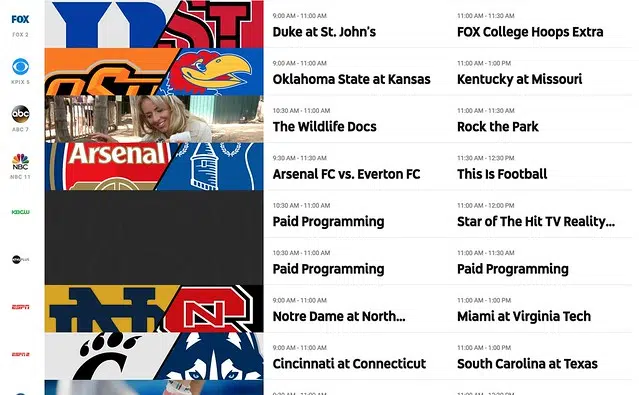 FOX
FOX 2
9:00 AM - 11:00 AM
Duke at St. John's
11:00 AM - 11:30 AM
FOX College Hoops Extra
KPIX 5
9:00 AM - 11:00 AM
Oklahoma State at Kansas
11:00 AM - 1:00 PM
Kentucky at Missouri
abc
ABC 7
10:30 AM - 11:00 AM
The Wildlife Docs
11:00 AM - 11:30 AM
Rock the Park
NBC
NBC 11
Arsenal
9:30 AM - 11:30 AM
Arsenal FC vs. Everton FC
11:30 AM - 12:30 PM
This Is Football
KBCW
10:30 AM - 11:00 AM
Paid Programming
11:00 AM - 12:00 PM
Star of The Hit TV Reality...
10:30 AM - 11:00 AM
Paid Programming
11:00 AM - 11:30 AM
Paid Programming
ESPN
9:00 AM - 11:00 AM
Notre Dame at North...
11:00 AM - 1:00 PM
Miami at Virginia Tech
ESPN 2
9:00 AM - 11:00 AM
Cincinnati at Connecticut
11:00 AM - 1:00 PM
South Carolina at Texas